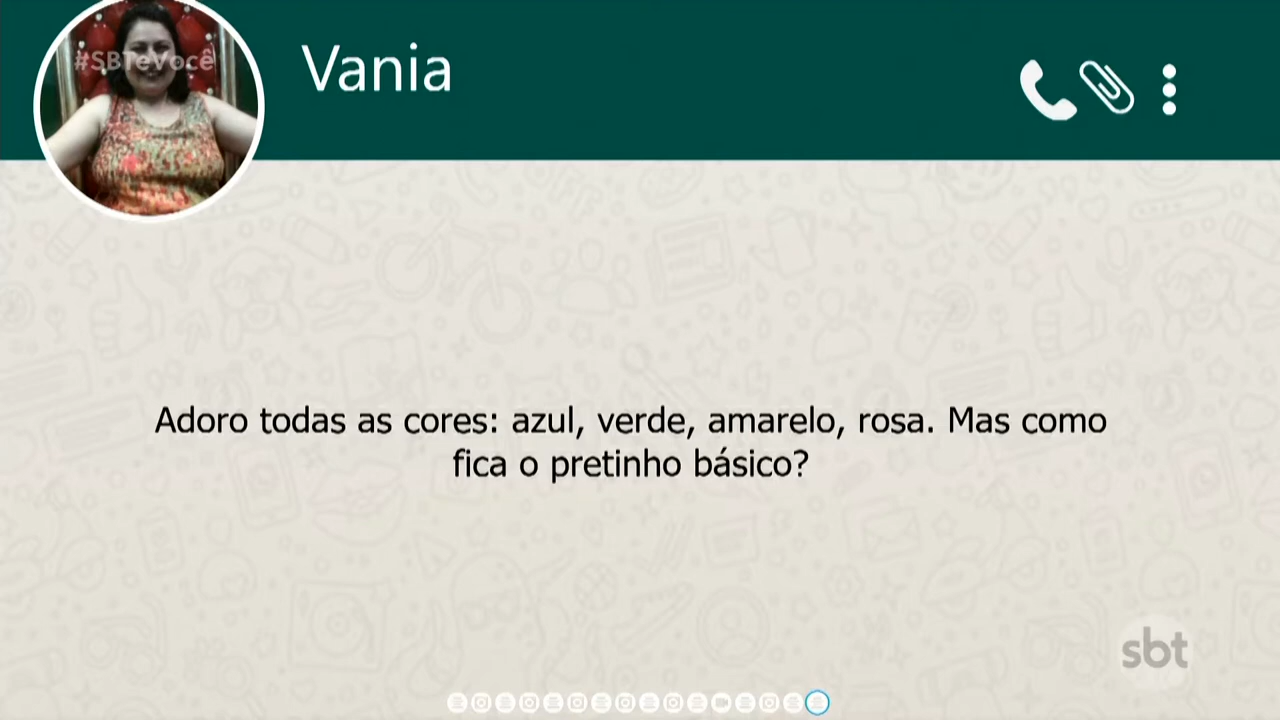 #SBTeVocê
Vania
Adoro todas as cores: azul, verde, amarelo, rosa. Mas como
fica o pretinho básico?
sbt